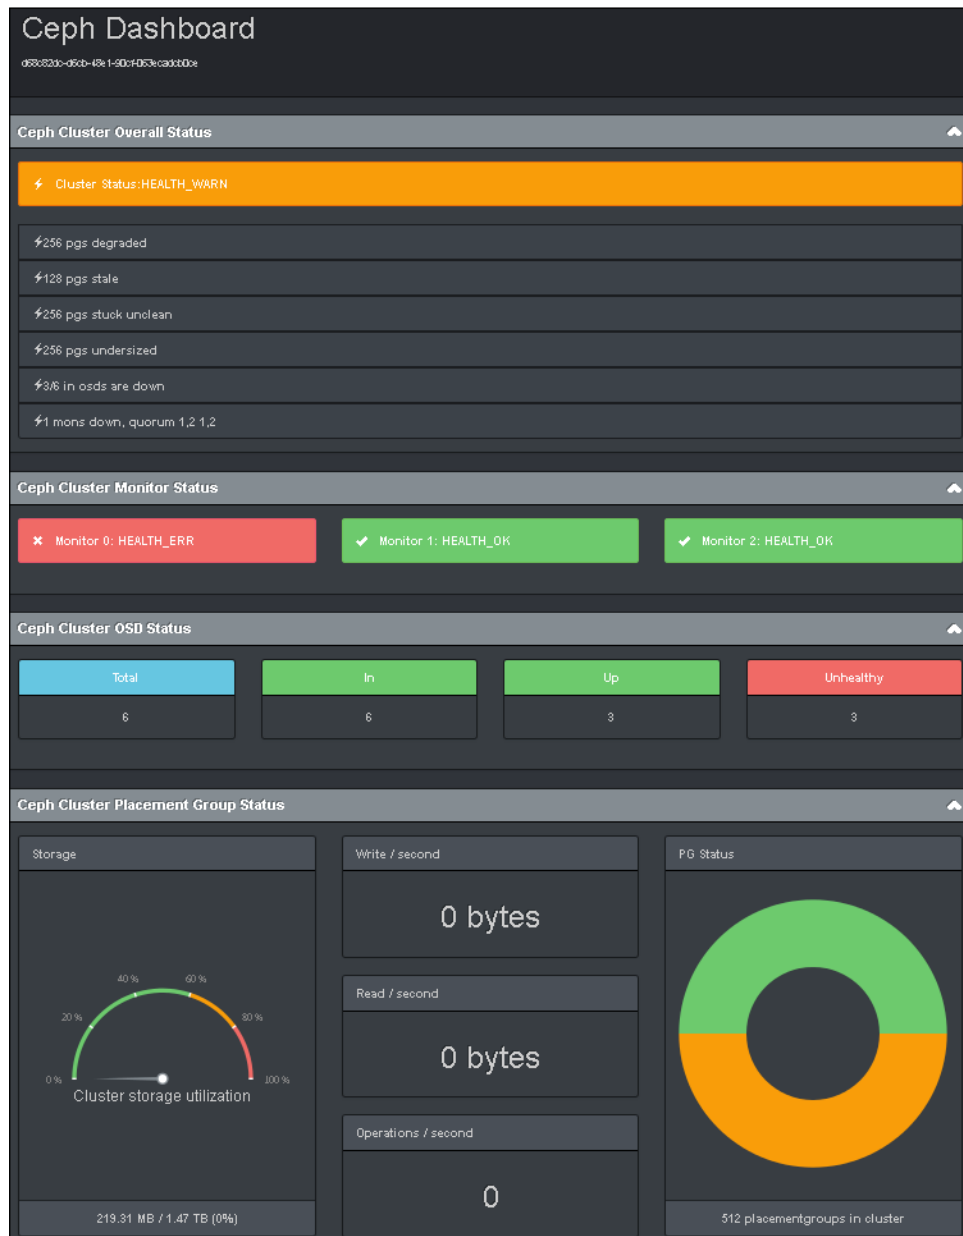 Ceph Dashboard
Ceph Cluster Overall Status
Cluster Status:HEALTH_WARN
256 pgs degraded
128 pgs stale
256 pgs stuck unclean
256 pgs undersized
3/6 in osds are down
1 mons down, quorum 1,2 1,2
Ceph Cluster Monitor Status
Monitor 0: HEALTH_ERR
Monitor 1: HEALTH_OK
Monitor 2: HEALTH_OK
Ceph Cluster OSD Status
Total
In
Up
Unhealthy
6
6
3
3
Ceph Cluster Placement Group Status
Storage
40 %
60 %
20 %
80 %
0 %
100 %
Cluster storage utilization
219.31 MB / 1.47 TB (0%)
Write / second
0 bytes
Read / second
0 bytes
Operations / second
0
PG Status
512 placementgroups in cluster